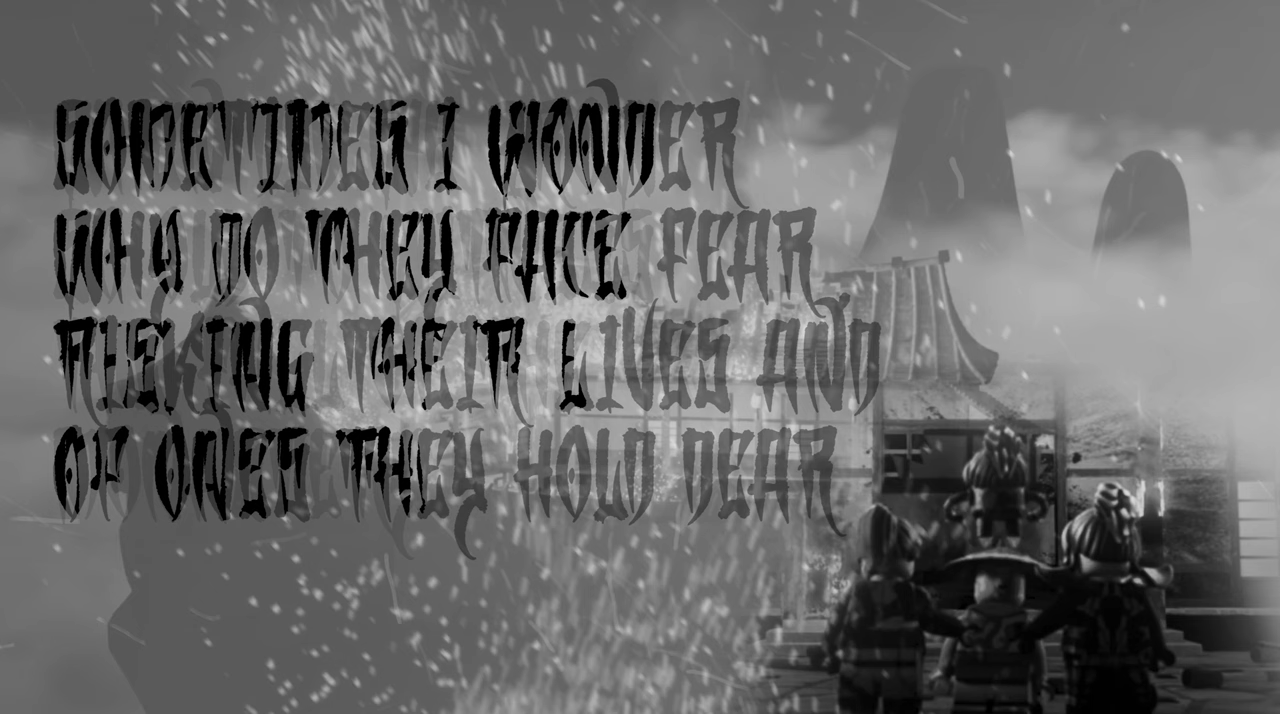 SOMETIMES I WONDER
WHY DO THEY FACE FEAR
RISKING THEIR LIVES AND
OF ONES THEY HOLD DEAR